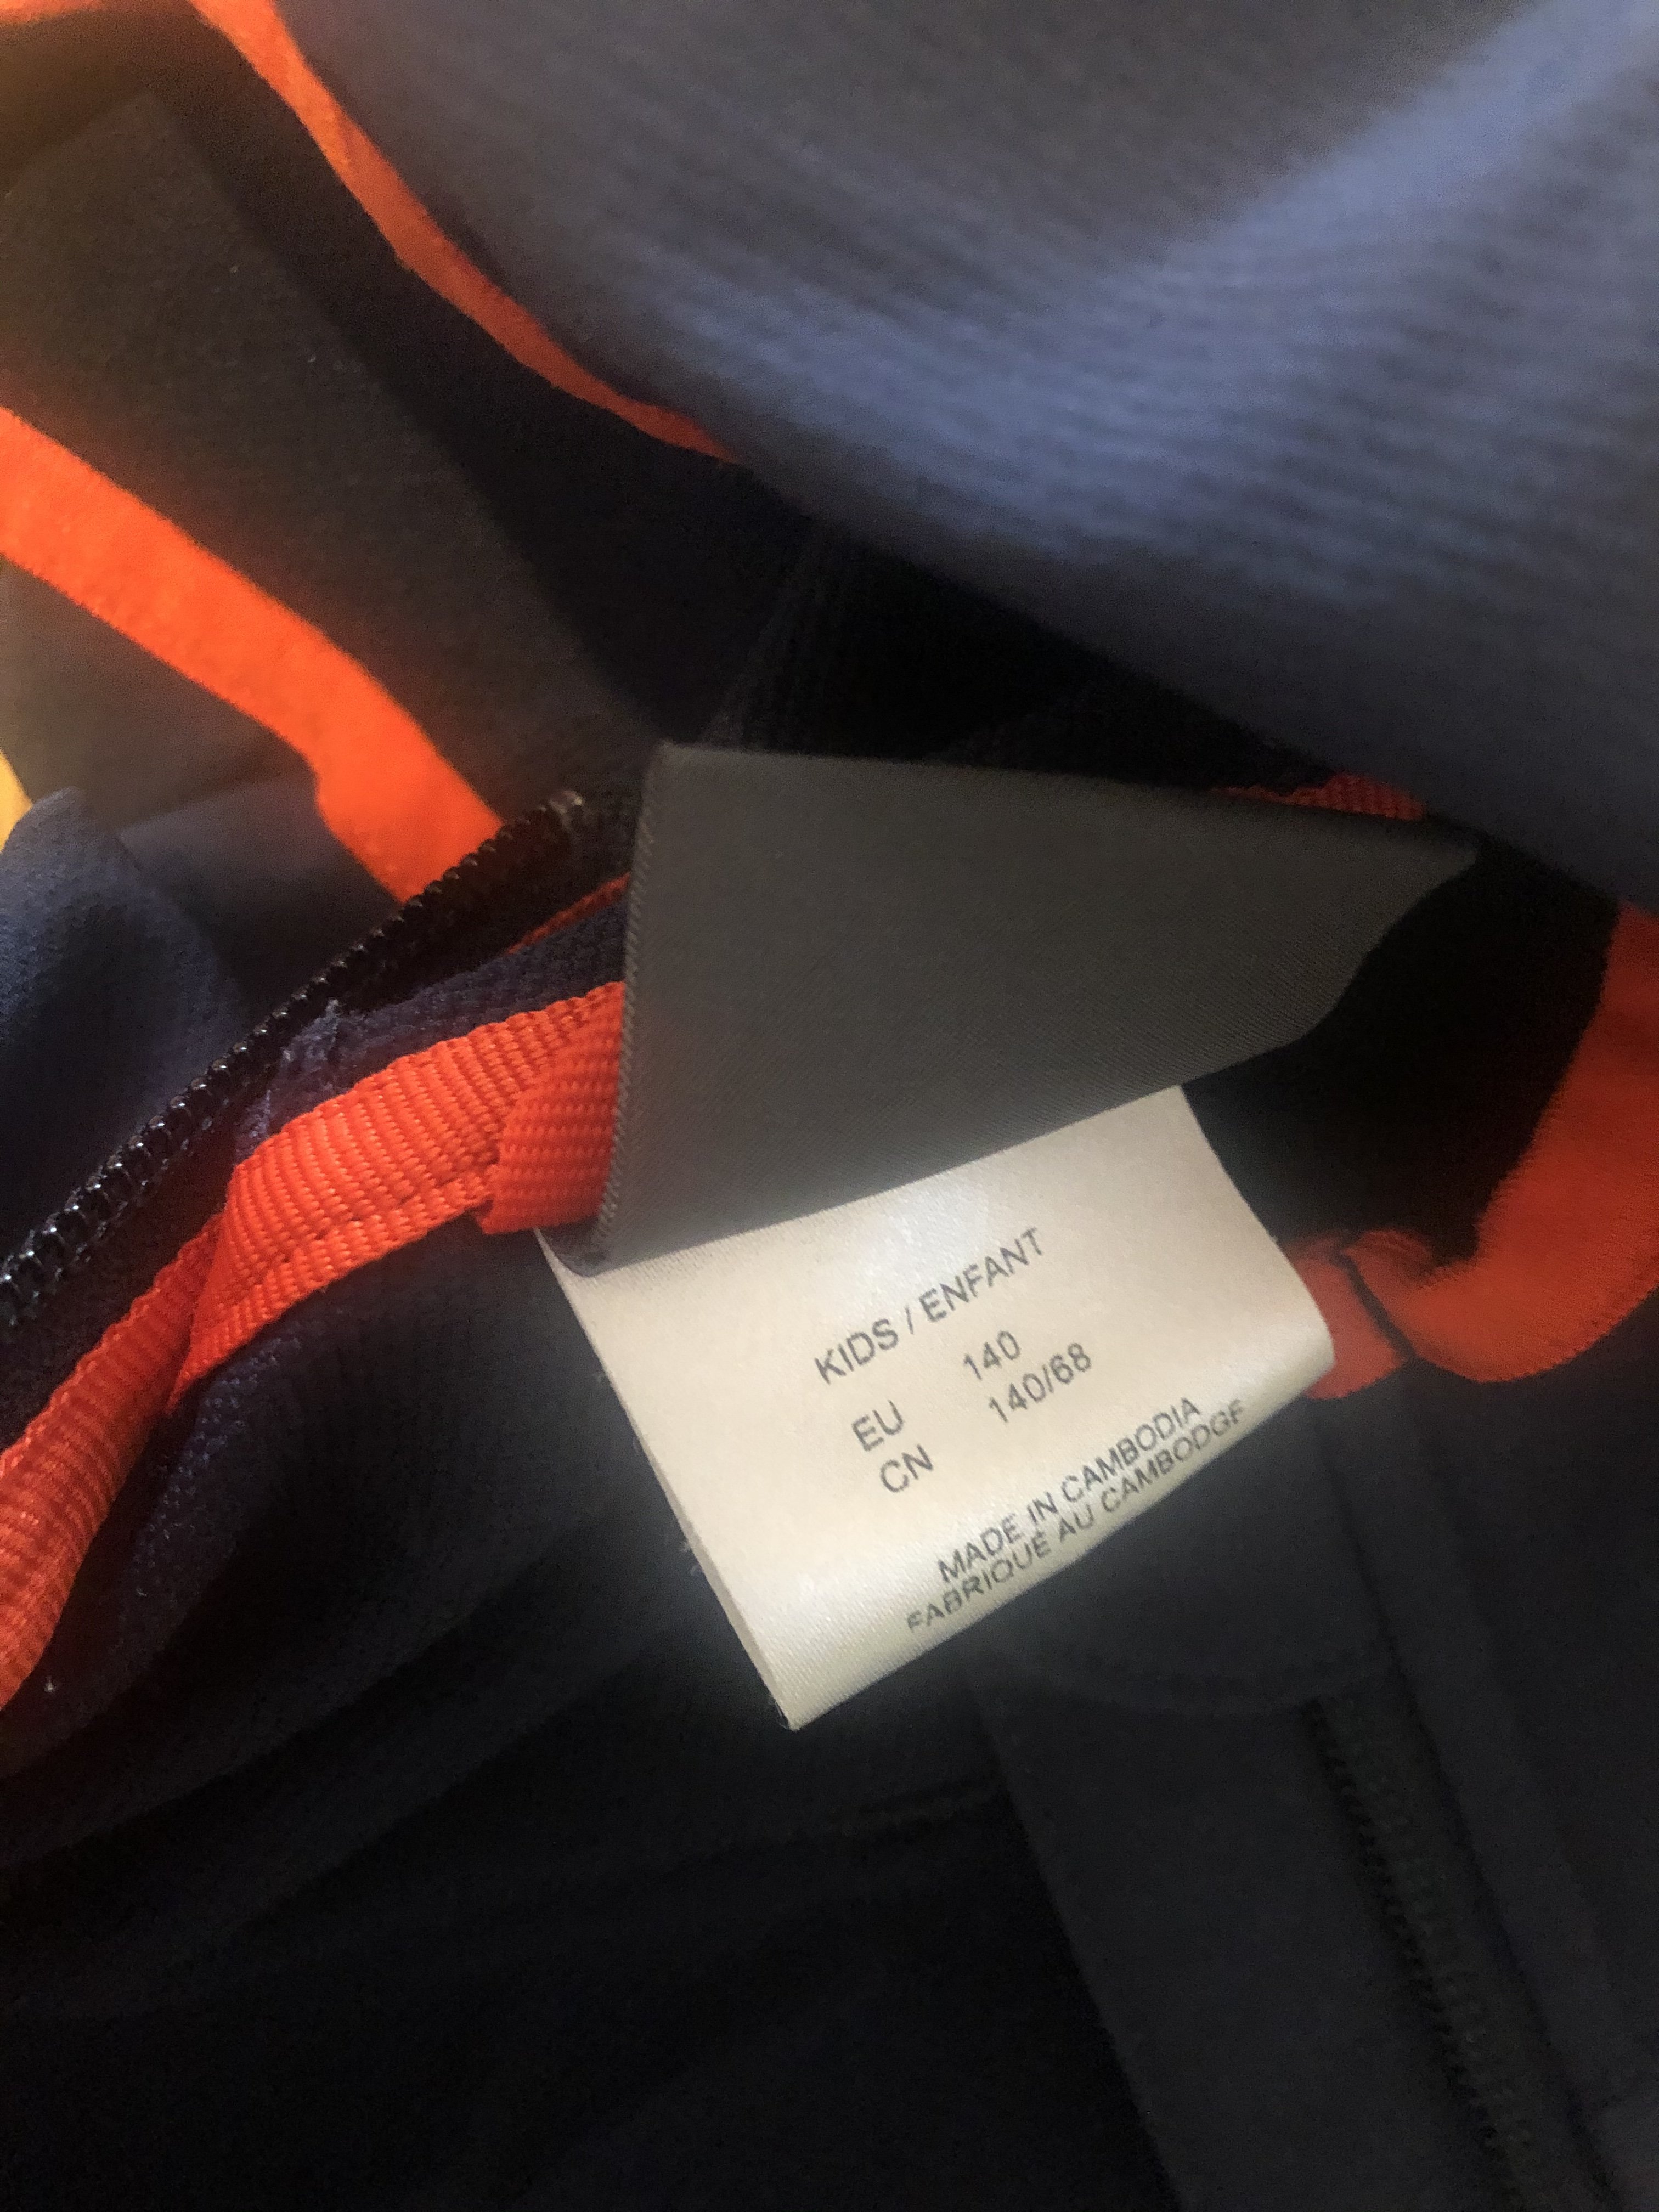 KIDS / ENFANT
EU 140
CN 140/68
MADE IN CAMBODIA
FABRIQUÉ AU CAMBODGE